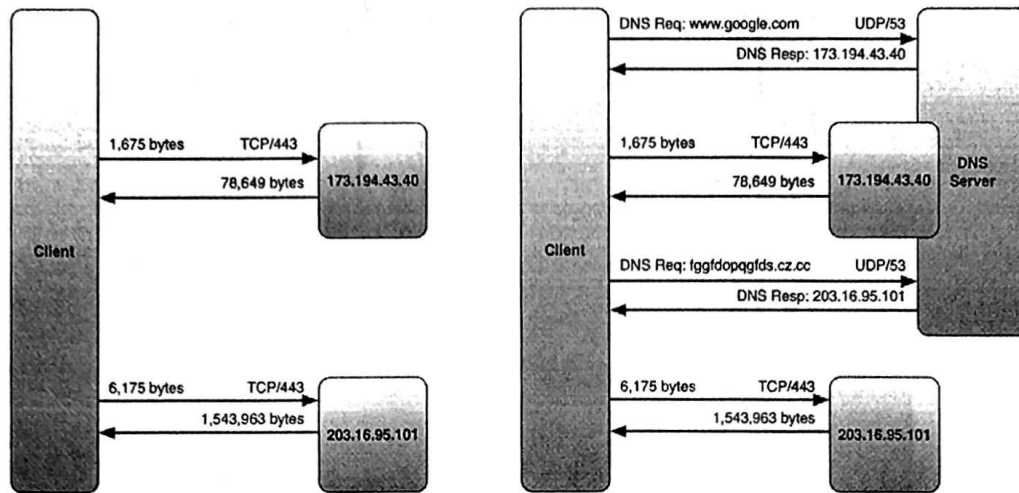 1,675 bytes TCP/443
78,649 bytes
173.194.43.40
Client
6,175 bytes TCP/443
1,543,963 bytes
203.16.95.101
DNS Req: www.google.com UDP/53
DNS Resp: 173.194.43.40
1,675 bytes TCP/443
78,649 bytes
173.194.43.40
DNS
Server
Client
DNS Req: fggfdopqgfds.cz.cc UDP/53
DNS Resp: 203.16.95.101
6,175 bytes TCP/443
1,543,963 bytes
203.16.95.101